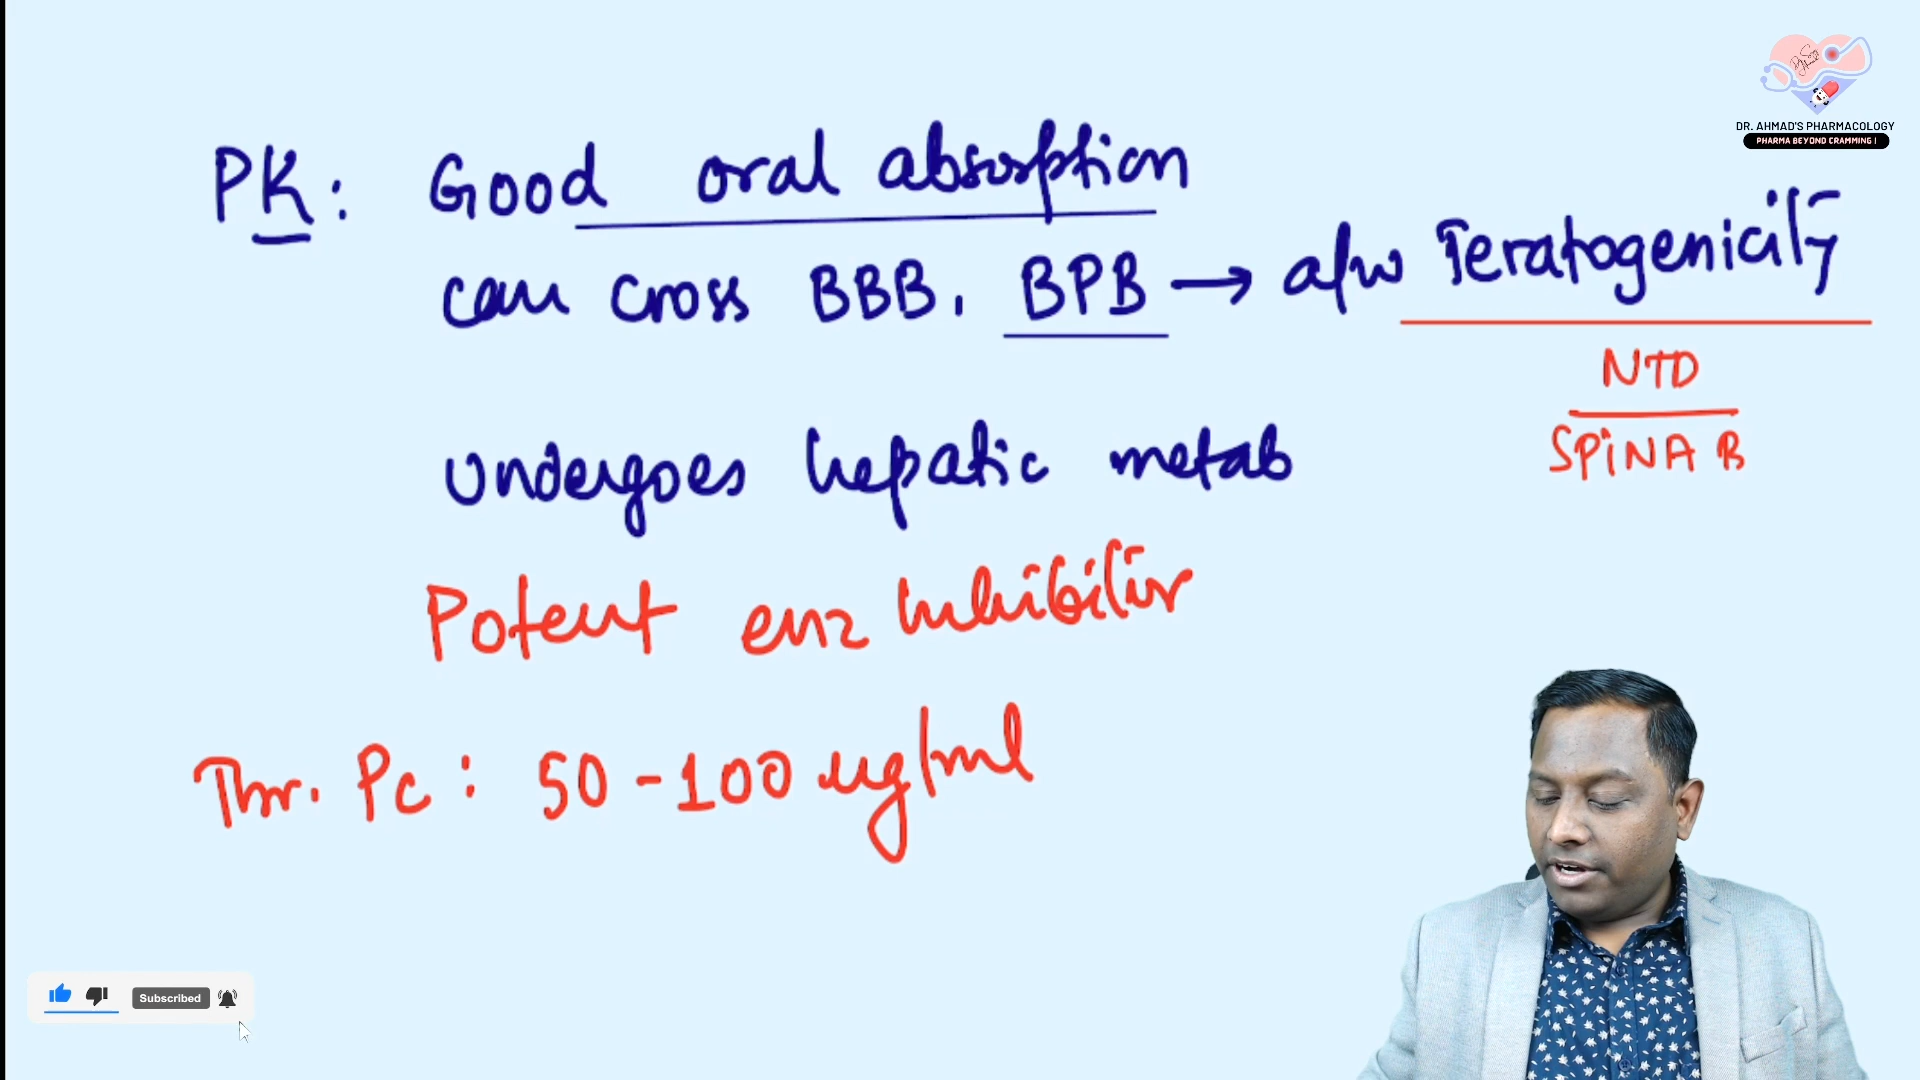 DR. AHMAD'S PHARMACOLOGY
PHARMA BEYOND CRAMMING !
PK: Good oral absorption
can cross BBB, BPB → a/w Teratogenicity
NTD
SPiNA B
Undergoes hepatic metab
Potent enz inhibitor
Thr. Pc: 50-100 ug/ml
Subscribed